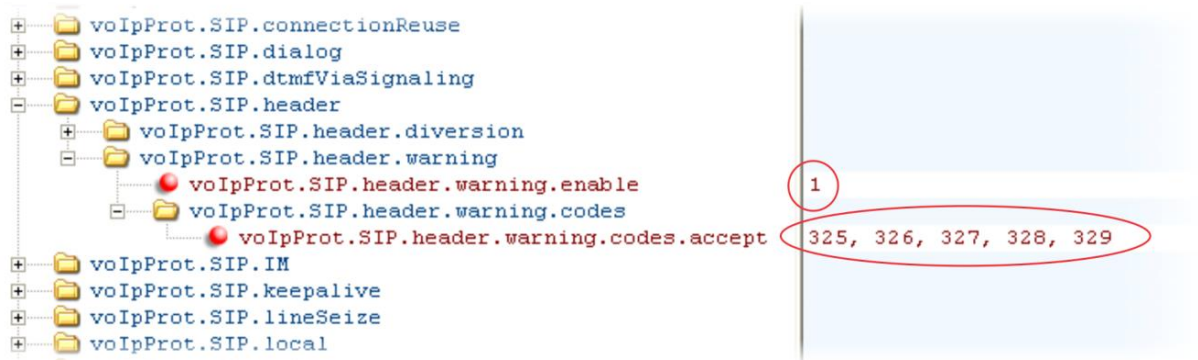 voIpProt.SIP.connectionReuse
voIpProt.SIP.dialog
voIpProt.SIP.dtmfViaSignaling
voIpProt.SIP.header
voIpProt.SIP.header.diversion
voIpProt.SIP.header.warning
voIpProt.SIP.header.warning.enable 1
voIpProt.SIP.header.warning.codes
voIpProt.SIP.header.warning.codes.accept 325, 326, 327, 328, 329
voIpProt.SIP.IM
voIpProt.SIP.keepalive
voIpProt.SIP.lineSeize
voIpProt.SIP.local